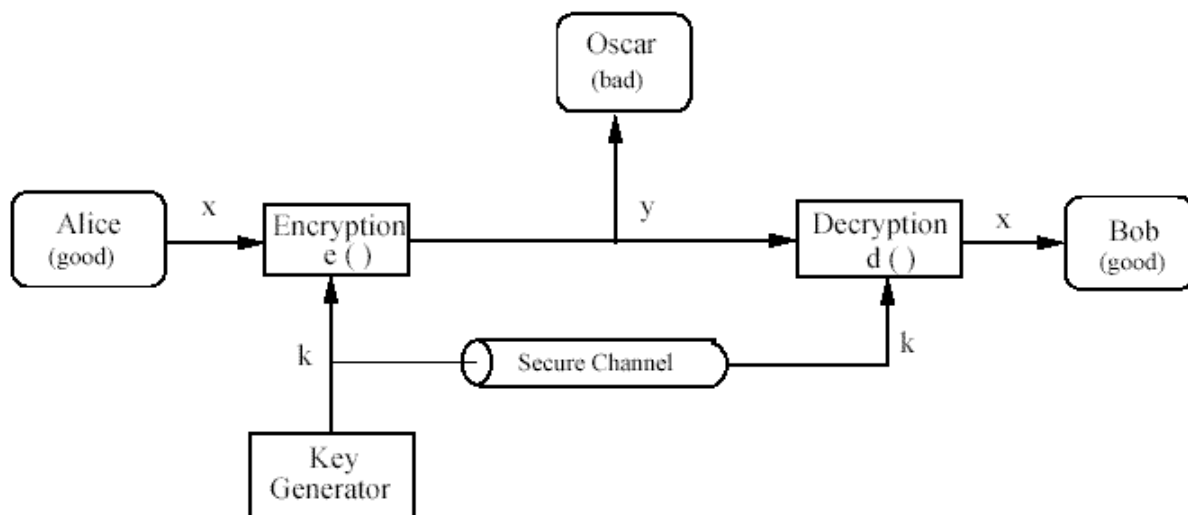 Oscar
(bad)
Alice
(good)
x
Encryption
e ( )
y
Decryption
d ( )
x
Bob
(good)
k
Secure Channel
k
Key
Generator